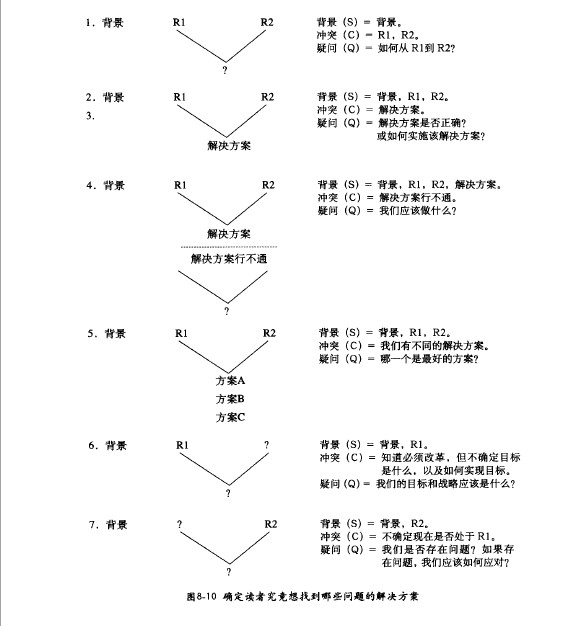 1. 背景 R1 R2 背景（S）= 背景。
冲突（C）= R1，R2。
疑问（Q）= 如何从R1到R2？
?
2. 背景 R1 R2 背景（S）= 背景，R1，R2。
3. 冲突（C）= 解决方案。
疑问（Q）= 解决方案是否正确？
或如何实施该解决方案？
解决方案
4. 背景 R1 R2 背景（S）= 背景，R1，R2，解决方案。
冲突（C）= 解决方案行不通。
疑问（Q）= 我们应该做什么？
解决方案
解决方案行不通
?
5. 背景 R1 R2 背景（S）= 背景，R1，R2。
冲突（C）= 我们有不同的解决方案。
疑问（Q）= 哪一个是最好的方案？
方案A
方案B
方案C
6. 背景 R1 ? 背景（S）= 背景，R1。
冲突（C）= 知道必须改革，但不确定目标
是什么，以及如何实现目标。
疑问（Q）= 我们的目标和战略应该是什么？
?
7. 背景 ? R2 背景（S）= 背景，R2。
冲突（C）= 不确定现在是否处于R1。
疑问（Q）= 我们是否存在问题？如果存
在问题，我们应该如何应对？
?
图8-10 确定读者究竟想找到哪些问题的解决方案